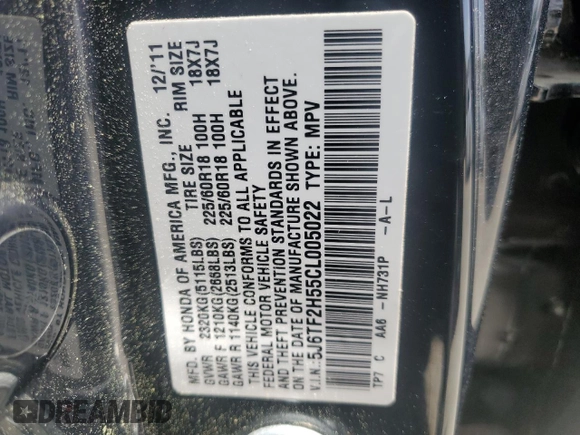 MFD. BY HONDA OF AMERICA MFG., INC. 12/'11
TIRE SIZE RIM SIZE
GVWR 2320KG(5115LBS)
GAWR F 1210KG(2668LBS) 225/60R18 100H 18X7J
GAWR R 1140KG(2513LBS) 225/60R18 100H 18X7J
THIS VEHICLE CONFORMS TO ALL APPLICABLE
FEDERAL MOTOR VEHICLE SAFETY
AND THEFT PREVENTION STANDARDS IN EFFECT
ON THE DATE OF MANUFACTURE SHOWN ABOVE.
V.I.N.: 5J6TF2H55CL005022 TYPE: MPV
TP7 C AA6 -NH731P -A-L
DREAMBID